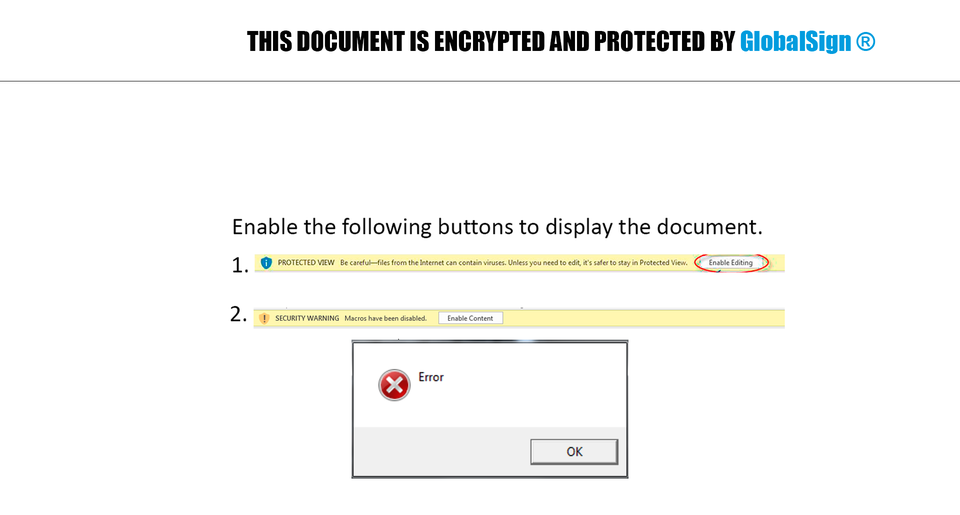 THIS DOCUMENT IS ENCRYPTED AND PROTECTED BY GlobalSign ®
Enable the following buttons to display the document.
1. PROTECTED VIEW Be careful—files from the Internet can contain viruses. Unless you need to edit, it's safer to stay in Protected View. Enable Editing
2. SECURITY WARNING Macros have been disabled. Enable Content
Error
OK